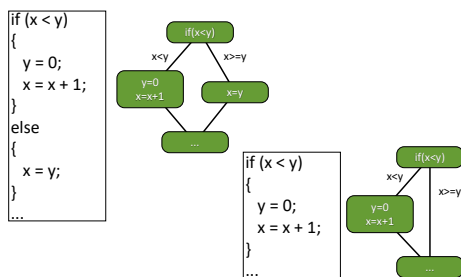 if (x < y)
{
y = 0;
x = x + 1;
}
else
{
x = y;
}
...
if(x<y)
x<y
x>=y
y=0
x=x+1
x=y
...
if (x < y)
{
y = 0;
x = x + 1;
}
...
if(x<y)
x<y
x>=y
y=0
x=x+1
...